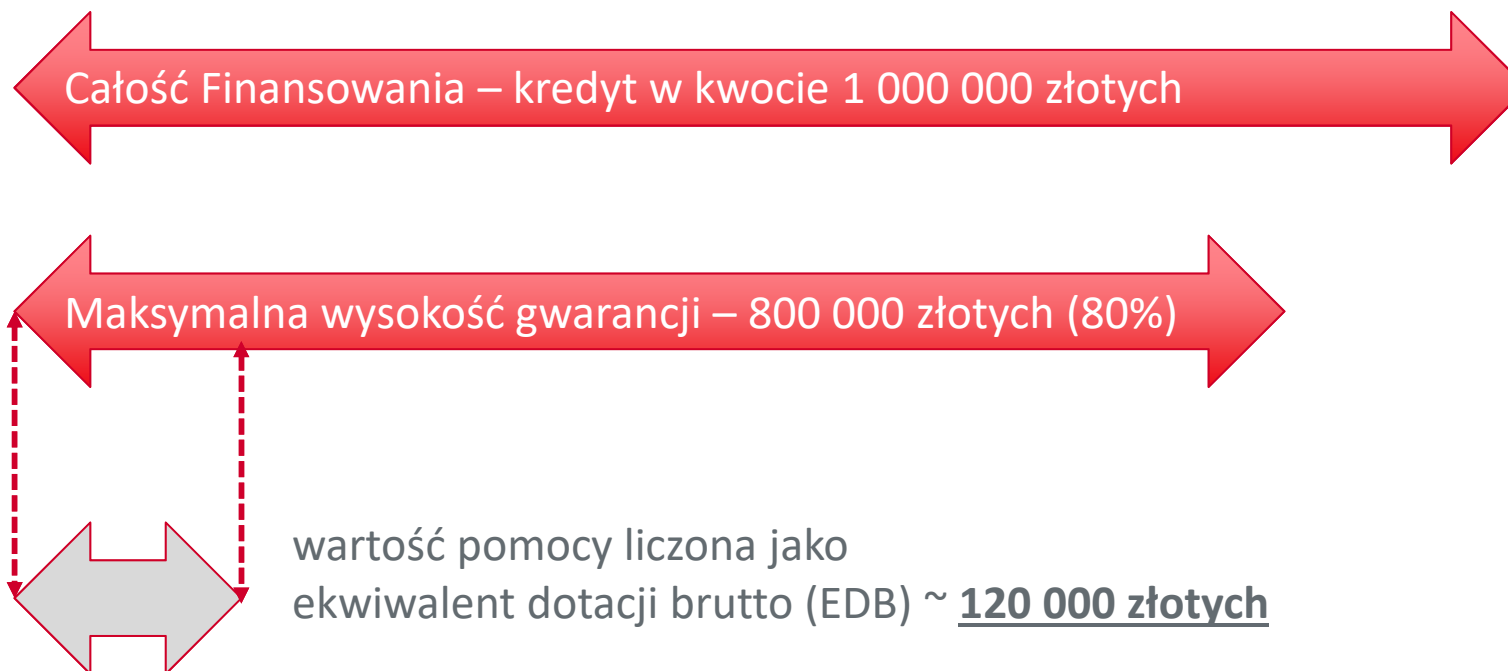 Całość Finansowania – kredyt w kwocie 1 000 000 złotych
Maksymalna wysokość gwarancji – 800 000 złotych (80%)
wartość pomocy liczona jako
ekwiwalent dotacji brutto (EDB) ~ 120 000 złotych